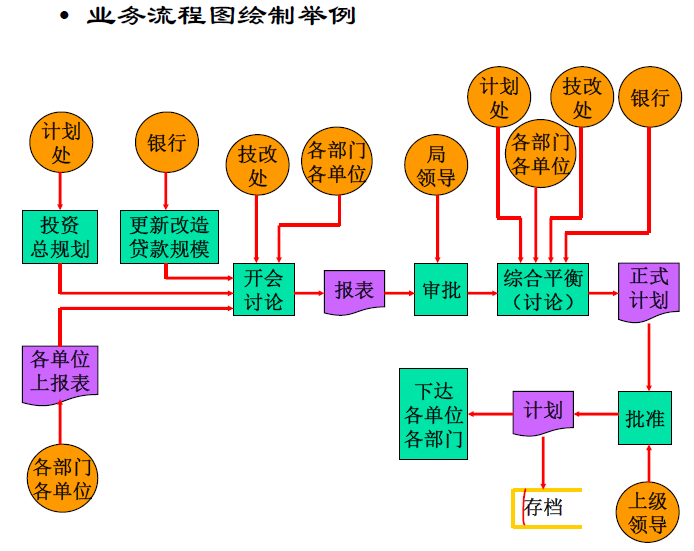 • 业务流程图绘制举例
计划
处
技改
处
银行
计划
处
银行
技改
处
各部门
各单位
局
领导
各部门
各单位
投资
总规划
更新改造
贷款规模
开会
讨论
报表
审批
综合平衡
（讨论）
正式
计划
各单位
上报表
下达
各单位
各部门
计划
批准
各部门
各单位
存档
上级
领导